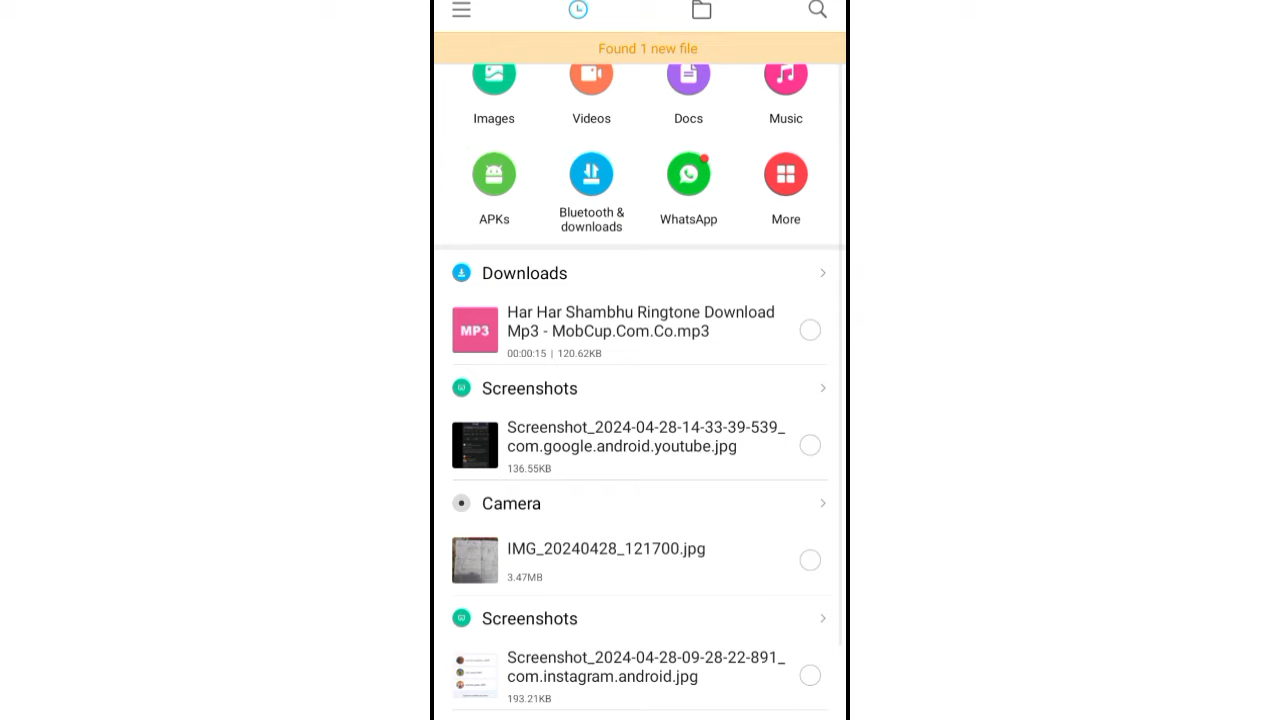 Found 1 new file
Images Videos Docs Music
APKs Bluetooth & downloads WhatsApp More
Downloads
MP3
Har Har Shambhu Ringtone Download
Mp3 - MobCup.Com.Co.mp3
00:00:15 | 120.62KB
Screenshots
Screenshot_2024-04-28-14-33-39-539_
com.google.android.youtube.jpg
136.55KB
Camera
IMG_20240428_121700.jpg
3.47MB
Screenshots
Screenshot_2024-04-28-09-28-22-891_
com.instagram.android.jpg
193.21KB